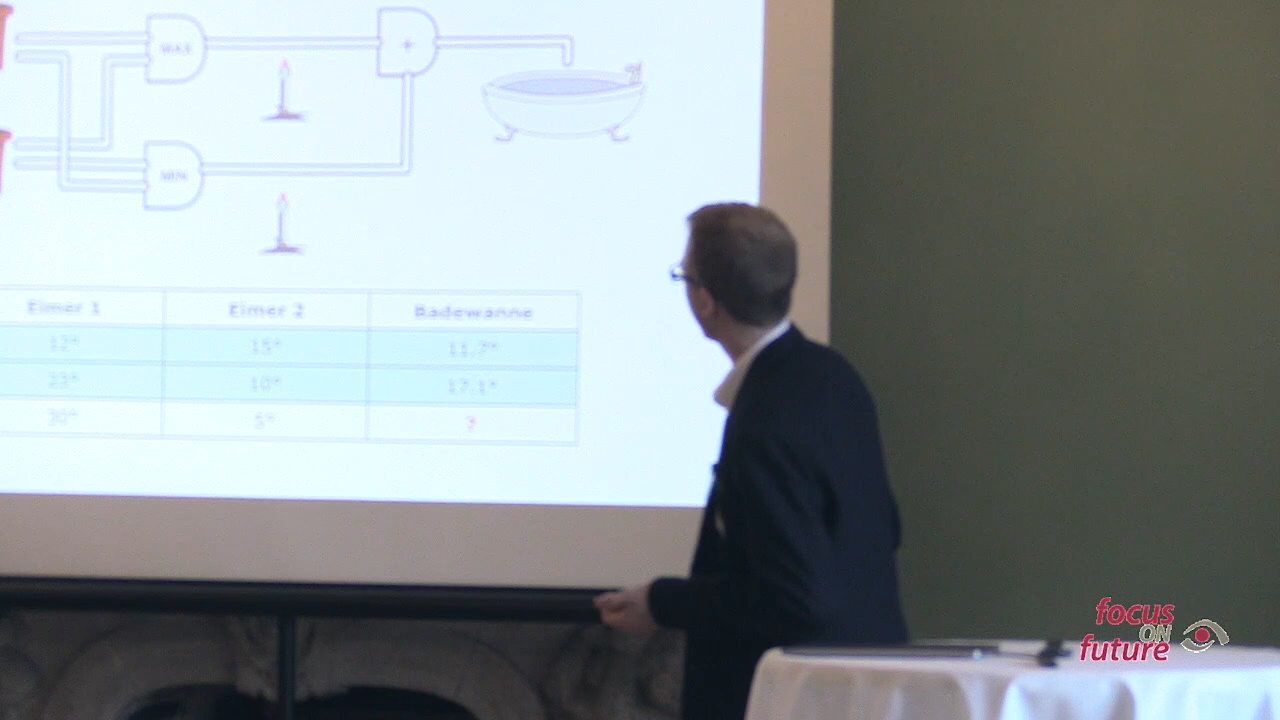 MAX
+
MIN
Eimer 1 Eimer 2 Badewanne
12° 15° 11,7°
23° 10° 17,1°
30° 5° ?
focus
ON
future